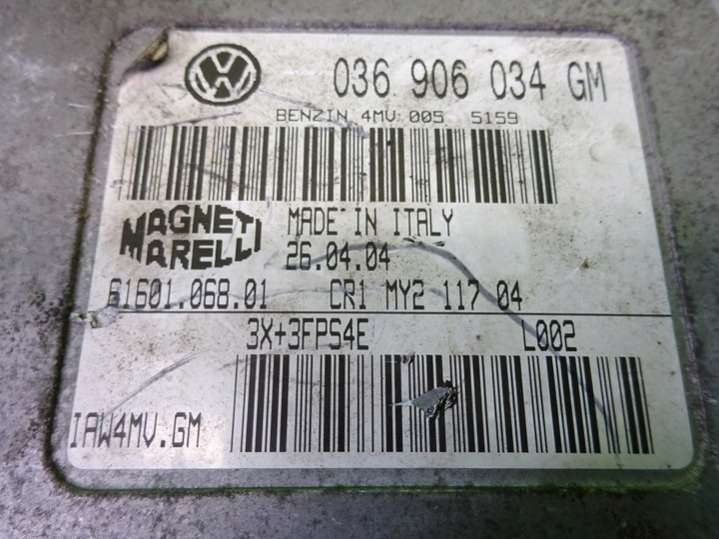 036 906 034 GM
BENZIN 4MV 005 5159
MAGNETI
MARELLI
MADE IN ITALY
26.04.04
61601.068.01 CR1 MY2 117 04
3X+3FPS4E L002
IAW4MV.GM